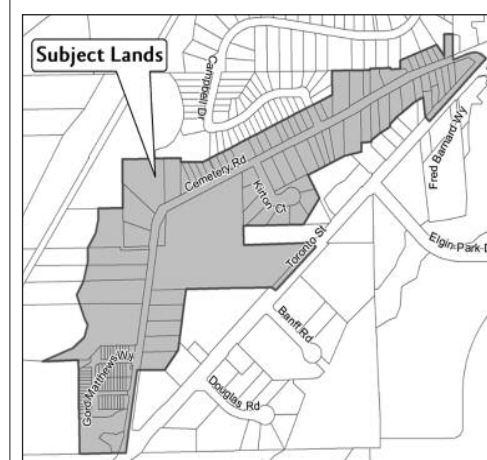 Subject Lands
Campbell Dr
Cemetery Rd
Kirton Ct
Fred Barnard Wy
Toronto St
Elgin Park D
Banff Rd
Gord Matthews Wy
Douglas Rd